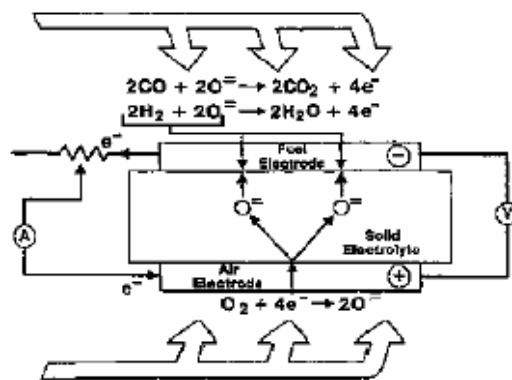 2CO + 2O⁼ → 2CO₂ + 4e⁻
2H₂ + 2O⁼ → 2H₂O + 4e⁻
e⁻
Fuel
Electrode
−
O⁼
O⁼
A
V
Solid
Electrolyte
Air
Electrode
+
e⁻
O₂ + 4e⁻ → 2O⁼